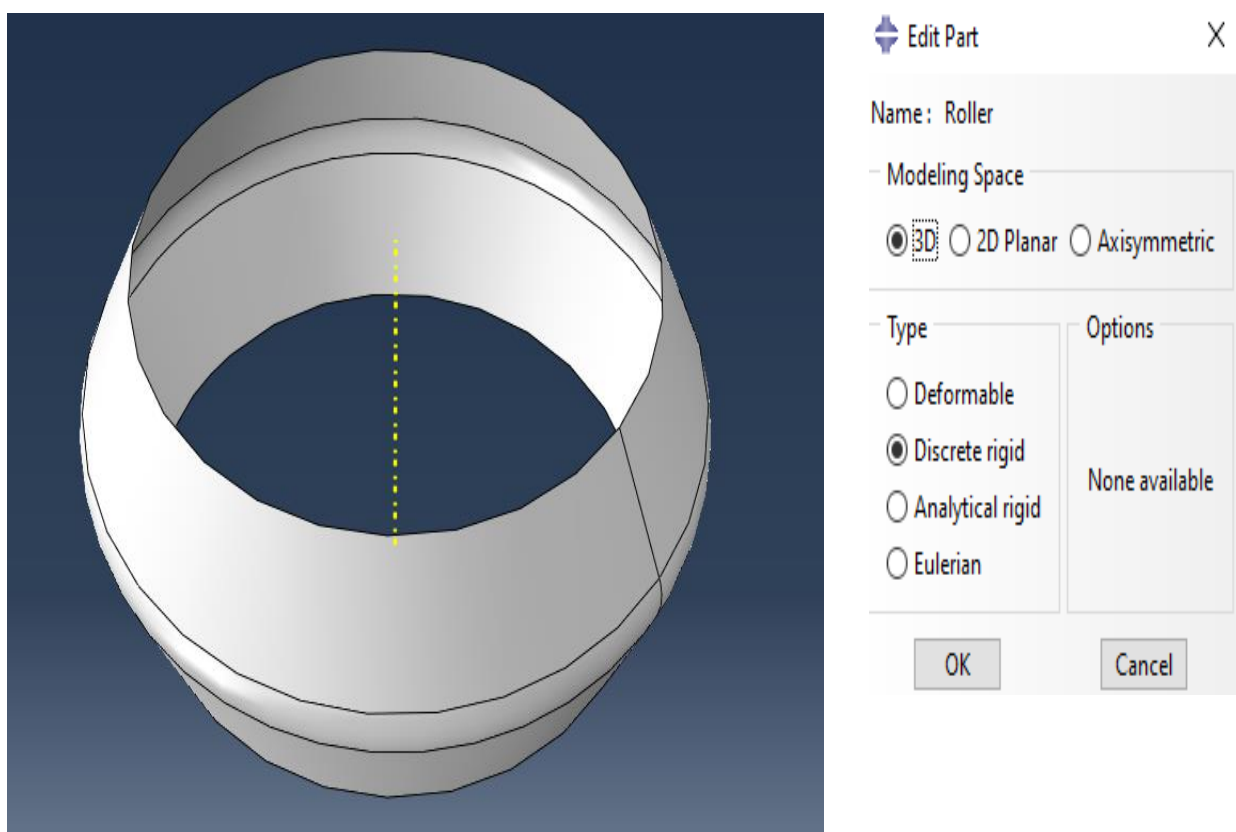 Edit Part
Name: Roller
Modeling Space
3D 2D Planar Axisymmetric
Type
Options
Deformable
Discrete rigid
Analytical rigid
Eulerian
None available
OK Cancel